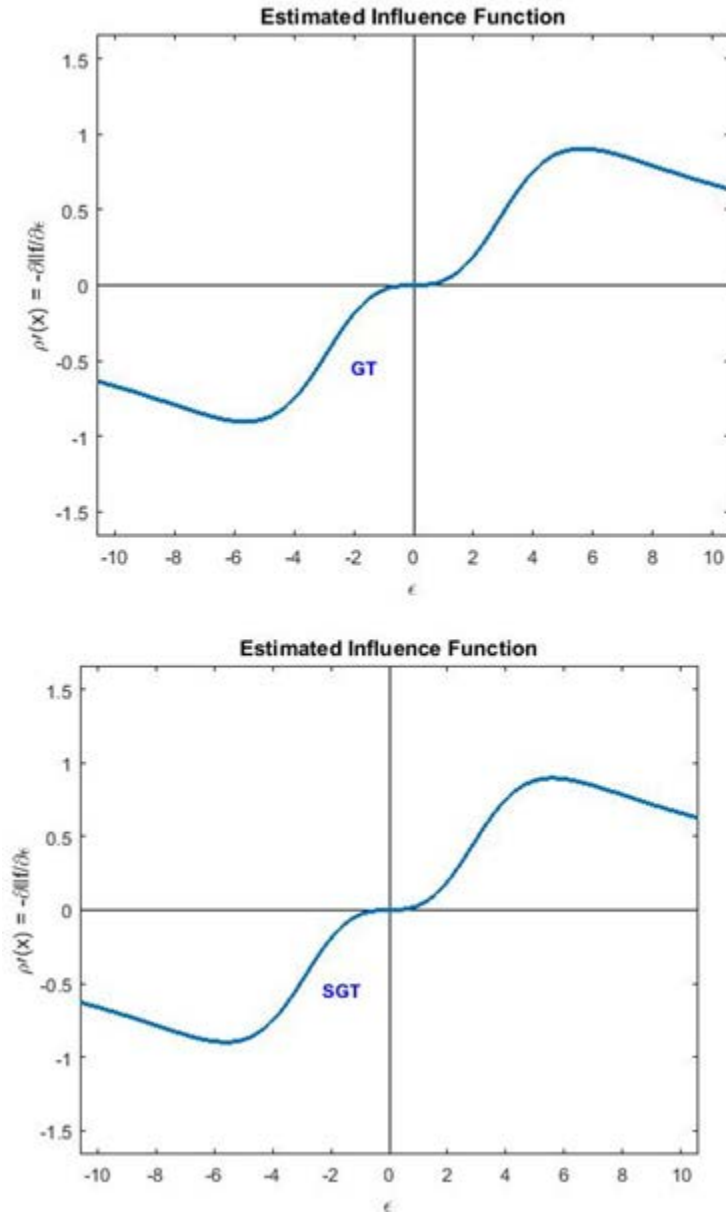 Estimated Influence Function
1.5
1
0.5
0
-0.5
-1
-1.5
ρ′(x) = -∂llf/∂ϵ
GT
-10 -8 -6 -4 -2 0 2 4 6 8 10
ϵ
Estimated Influence Function
1.5
1
0.5
0
-0.5
-1
-1.5
ρ′(x) = -∂llf/∂ϵ
SGT
-10 -8 -6 -4 -2 0 2 4 6 8 10
ϵ